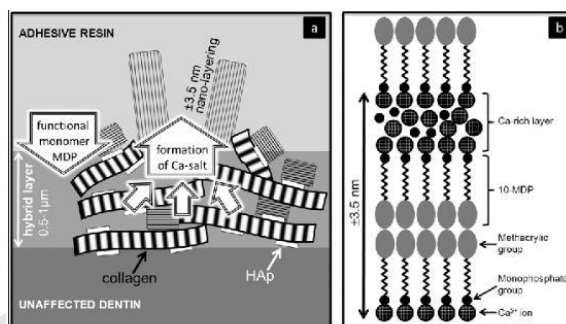 ADHESIVE RESIN
a
±3.5 nm
nano-layering
functional
monomer
MDP
formation
of Ca-salt
hybrid layer
0.5-1µm
collagen
HAp
UNAFFECTED DENTIN
b
±3.5 nm
Ca-rich layer
10-MDP
Methacrylic
group
Monophosphate
group
Ca²⁺ ion